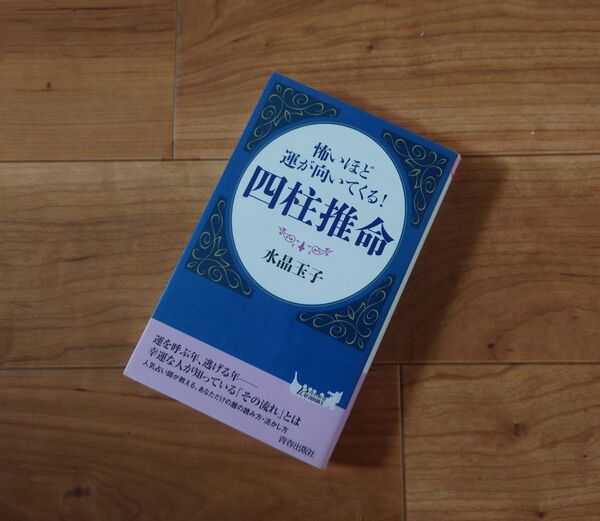 怖いほど
運が向いてくる!
四柱推命
水晶玉子
運を呼ぶ年、逃げる年——
幸運な人が知っている「その流れ」とは
人気占い師が教える、あなただけの暦の読み方・活かし方
青春出版社
PLAYBOOKS